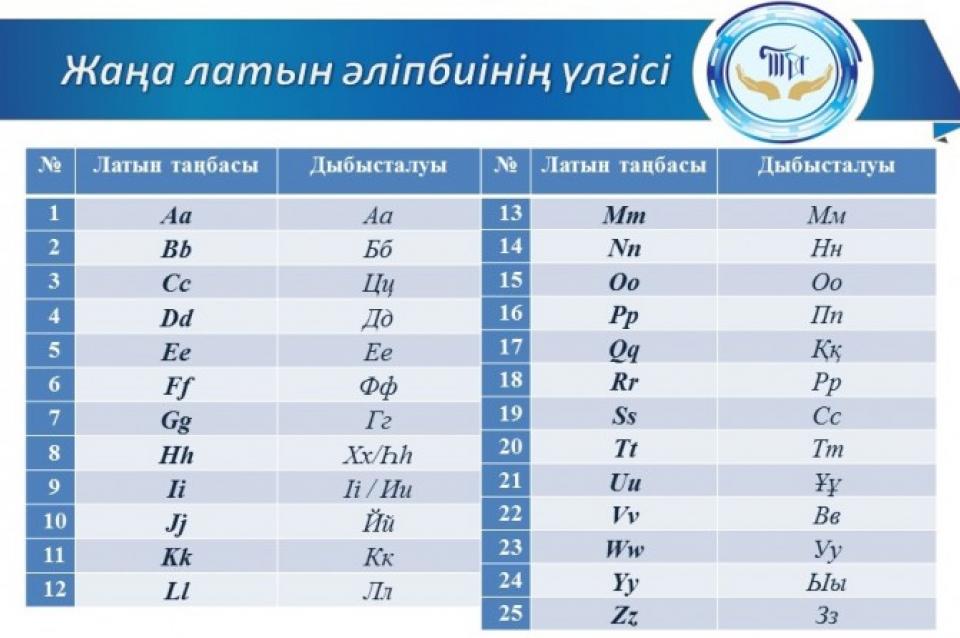 Жаңа латын әліпбиінің үлгісі
№ Латын таңбасы Дыбысталуы № Латын таңбасы Дыбысталуы
1 Aa Аа 13 Mm Мм
2 Bb Бб 14 Nn Нн
3 Cc Цц 15 Oo Оо
4 Dd Дд 16 Pp Пп
5 Ee Ее 17 Qq Ққ
6 Ff Фф 18 Rr Рр
7 Gg Гг 19 Ss Сс
8 Hh Хх/Һһ 20 Tt Тт
9 Ii Іі / Ии 21 Uu Ұұ
10 Jj Йй 22 Vv Вв
11 Kk Кк 23 Ww Уу
12 Ll Лл 24 Yy Ыы
25 Zz Зз